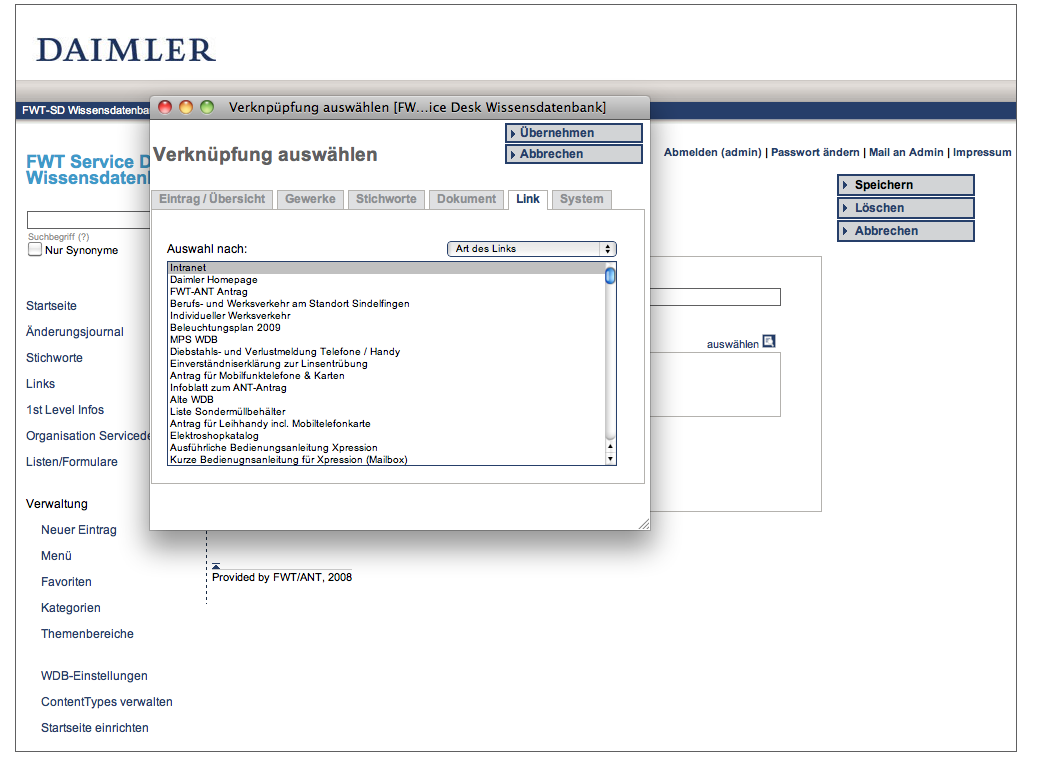 DAIMLER
FWT-SD Wissensdatenba
Verknpüpfung auswählen [FW...ice Desk Wissensdatenbank]
Übernehmen
Abbrechen
Verknüpfung auswählen
Eintrag / Übersicht
Gewerke
Stichworte
Dokument
Link
System
Auswahl nach:
Art des Links
Intranet
Daimler Homepage
FWT-ANT Antrag
Berufs- und Werksverkehr am Standort Sindelfingen
Individueller Werksverkehr
Beleuchtungsplan 2009
MPS WDB
Diebstahls- und Verlustmeldung Telefone / Handy
Einverständniserklärung zur Linsentrübung
Antrag für Mobilfunktelefone & Karten
Infoblatt zum ANT-Antrag
Alte WDB
Liste Sondermüllbehälter
Antrag für Leihhandy incl. Mobiltelefonkarte
Elektroshopkatalog
Ausführliche Bedienungsanleitung Xpression
Kurze Bedienugnsanleitung für Xpression (Mailbox)
Abmelden (admin) | Passwort ändern | Mail an Admin | Impressum
Speichern
Löschen
Abbrechen
auswählen
FWT Service D
Wissensdatenl
Suchbegriff (?)
Nur Synonyme
Startseite
Änderungsjournal
Stichworte
Links
1st Level Infos
Organisation Servicede
Listen/Formulare
Verwaltung
Neuer Eintrag
Menü
Favoriten
Kategorien
Themenbereiche
WDB-Einstellungen
ContentTypes verwalten
Startseite einrichten
Provided by FWT/ANT, 2008